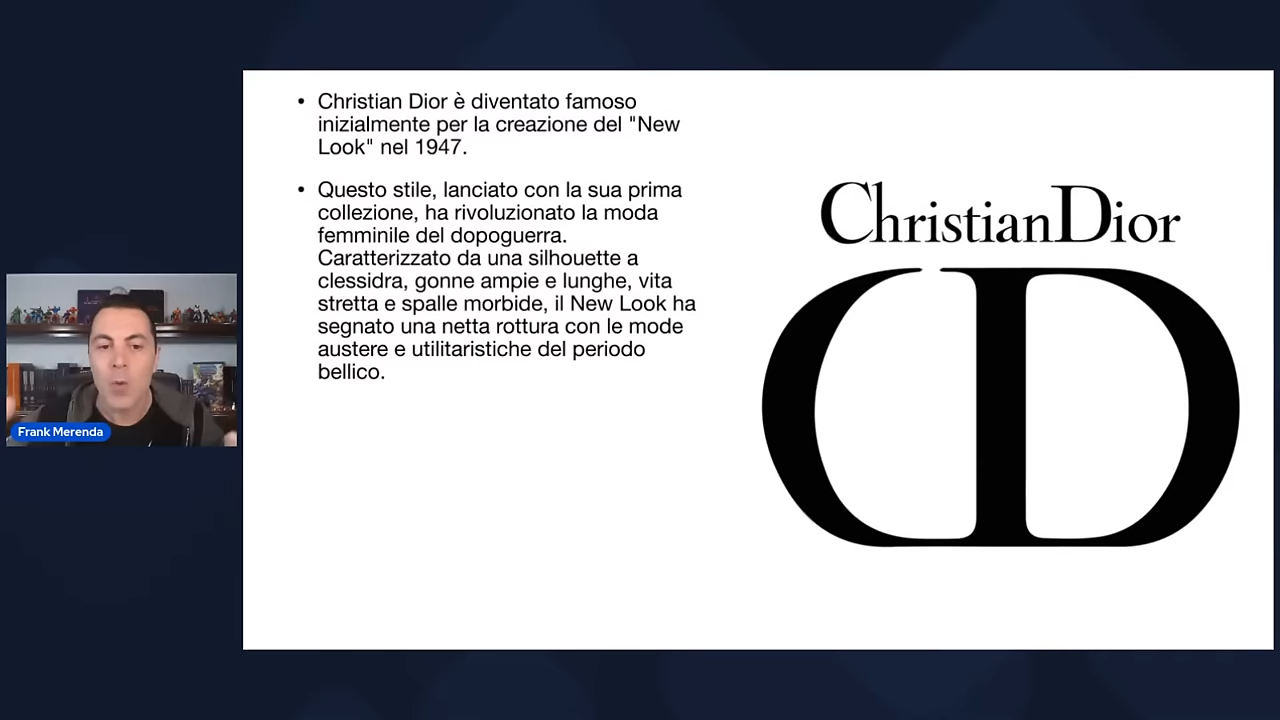 • Christian Dior è diventato famoso
inizialmente per la creazione del "New
Look" nel 1947.
• Questo stile, lanciato con la sua prima
collezione, ha rivoluzionato la moda
femminile del dopoguerra.
Caratterizzato da una silhouette a
clessidra, gonne ampie e lunghe, vita
stretta e spalle morbide, il New Look ha
segnato una netta rottura con le mode
austere e utilitaristiche del periodo
bellico.
ChristianDior
CD
Frank Merenda